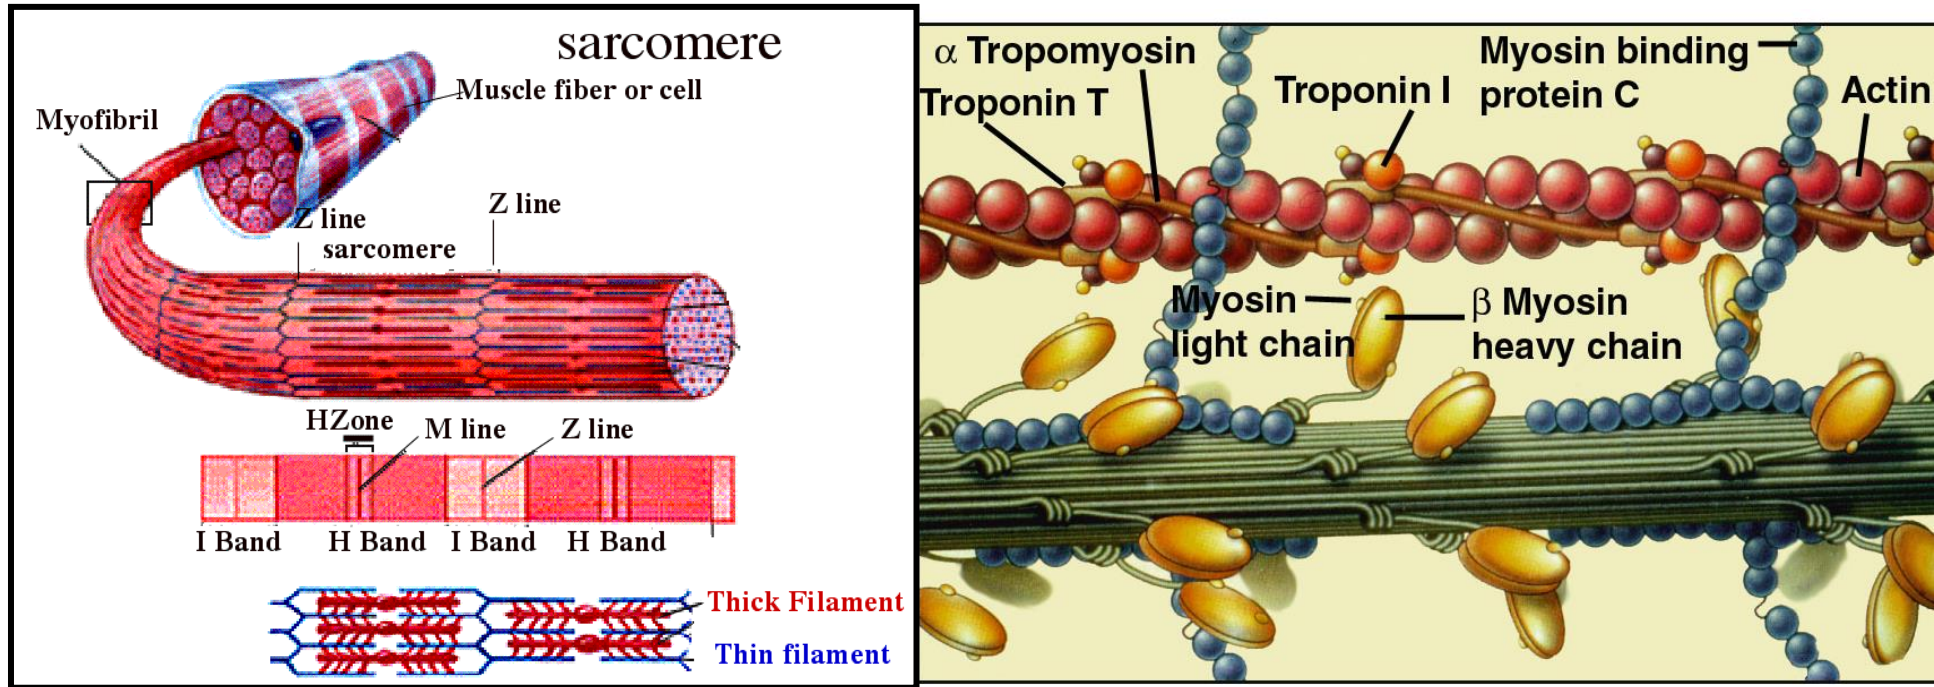 sarcomere
Muscle fiber or cell
Myofibril
Z line
Z line
sarcomere
HZone
M line
Z line
I Band
H Band
I Band
H Band
Thick Filament
Thin filament
α Tropomyosin
Troponin T
Troponin I
Myosin binding
protein C
Actin
Myosin
light chain
β Myosin
heavy chain